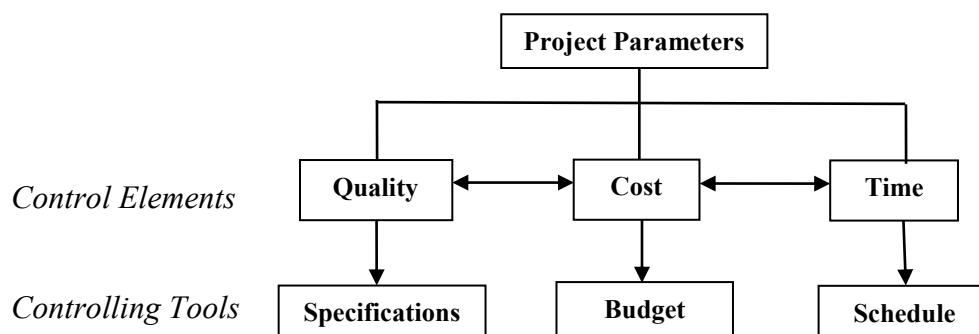 Project Parameters
Control Elements
Quality
Cost
Time
Controlling Tools
Specifications
Budget
Schedule